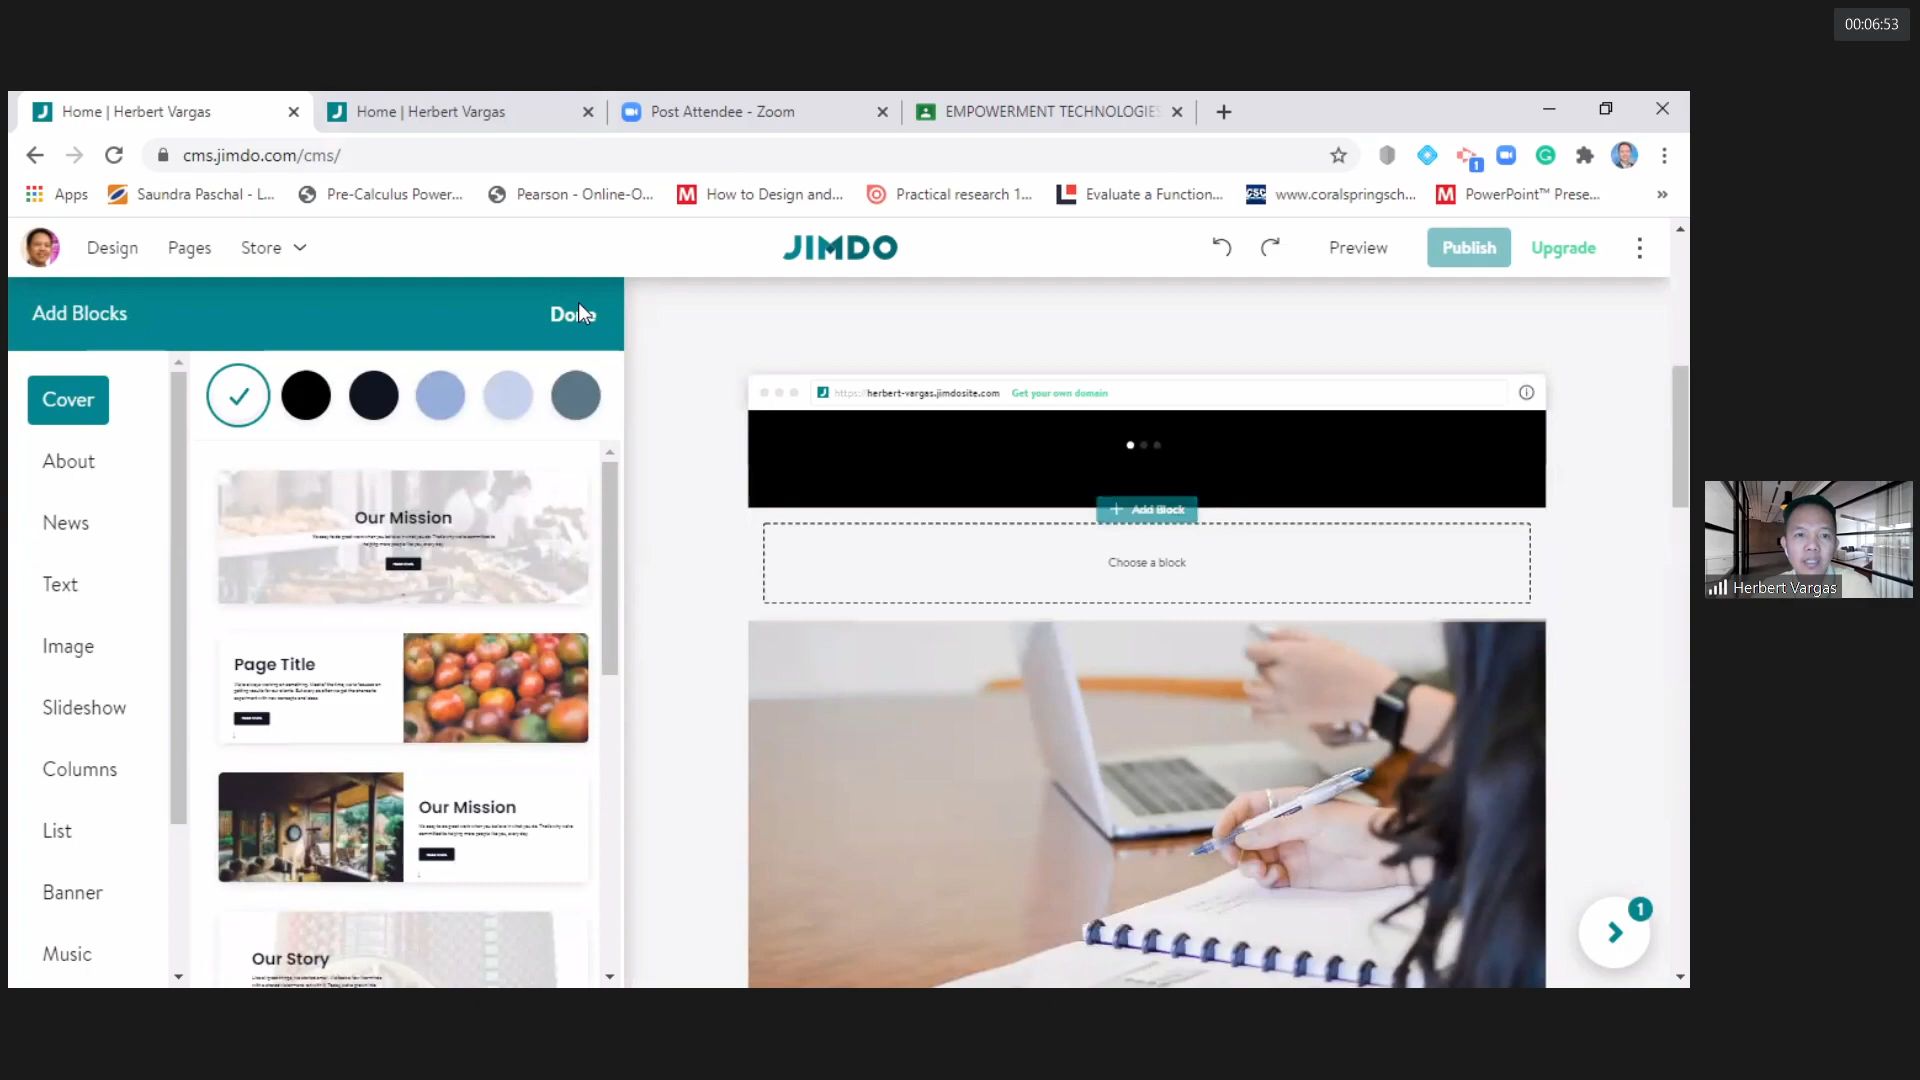 00:06:53
Home | Herbert Vargas
Home | Herbert Vargas
Post Attendee - Zoom
EMPOWERMENT TECHNOLOGIES
cms.jimdo.com/cms/
1
Apps
Saundra Paschal - L...
Pre-Calculus Power...
Pearson - Online-O...
How to Design and...
Practical research 1...
Evaluate a Function...
www.coralspringsch...
PowerPoint™ Prese...
»
Design
Pages
Store
JIMDO
Preview
Publish
Upgrade
Add Blocks
Done
Cover
About
News
Text
Image
Slideshow
Columns
List
Banner
Music
Our Mission
Page Title
Our Mission
Our Story
https://herbert-vargas.jimdosite.com
Get your own domain
+ Add Block
Choose a block
1
Herbert Vargas